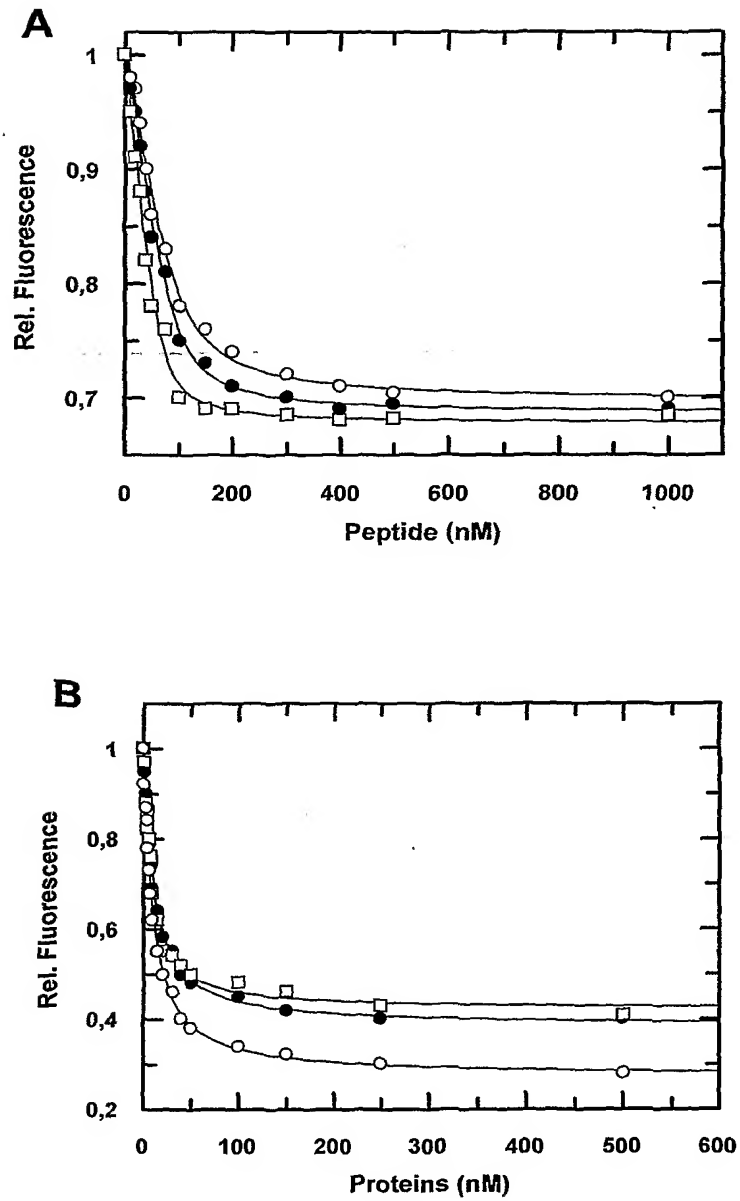 A
1
0,9
0,8
0,7
Rel. Fluorescence
0 200 400 600 800 1000
Peptide (nM)
B
1
0,8
0,6
0,4
0,2
Rel. Fluorescence
0 100 200 300 400 500 600
Proteins (nM)